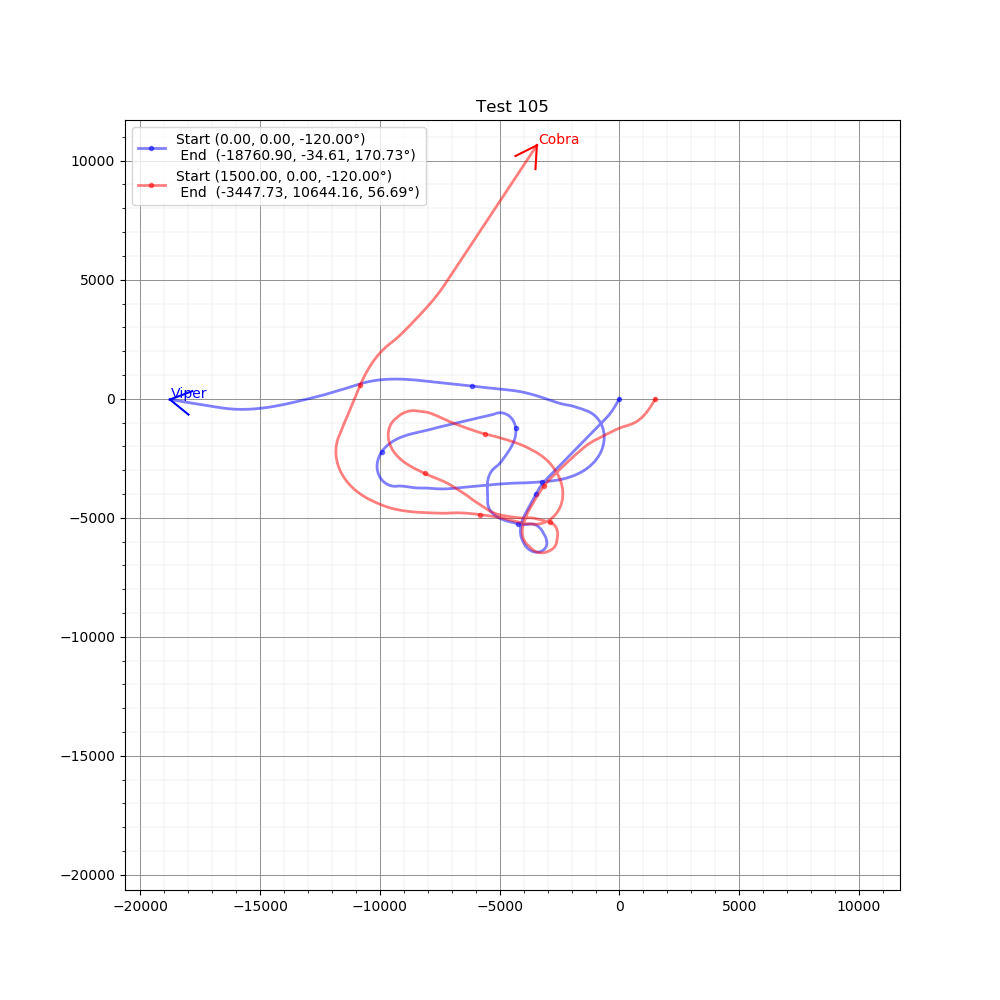 Test 105
Start (0.00, 0.00, -120.00°)
End (-18760.90, -34.61, 170.73°)
Start (1500.00, 0.00, -120.00°)
End (-3447.73, 10644.16, 56.69°)
Cobra
Viper
10000
5000
0
−5000
−10000
−15000
−20000
−20000 −15000 −10000 −5000 0 5000 10000